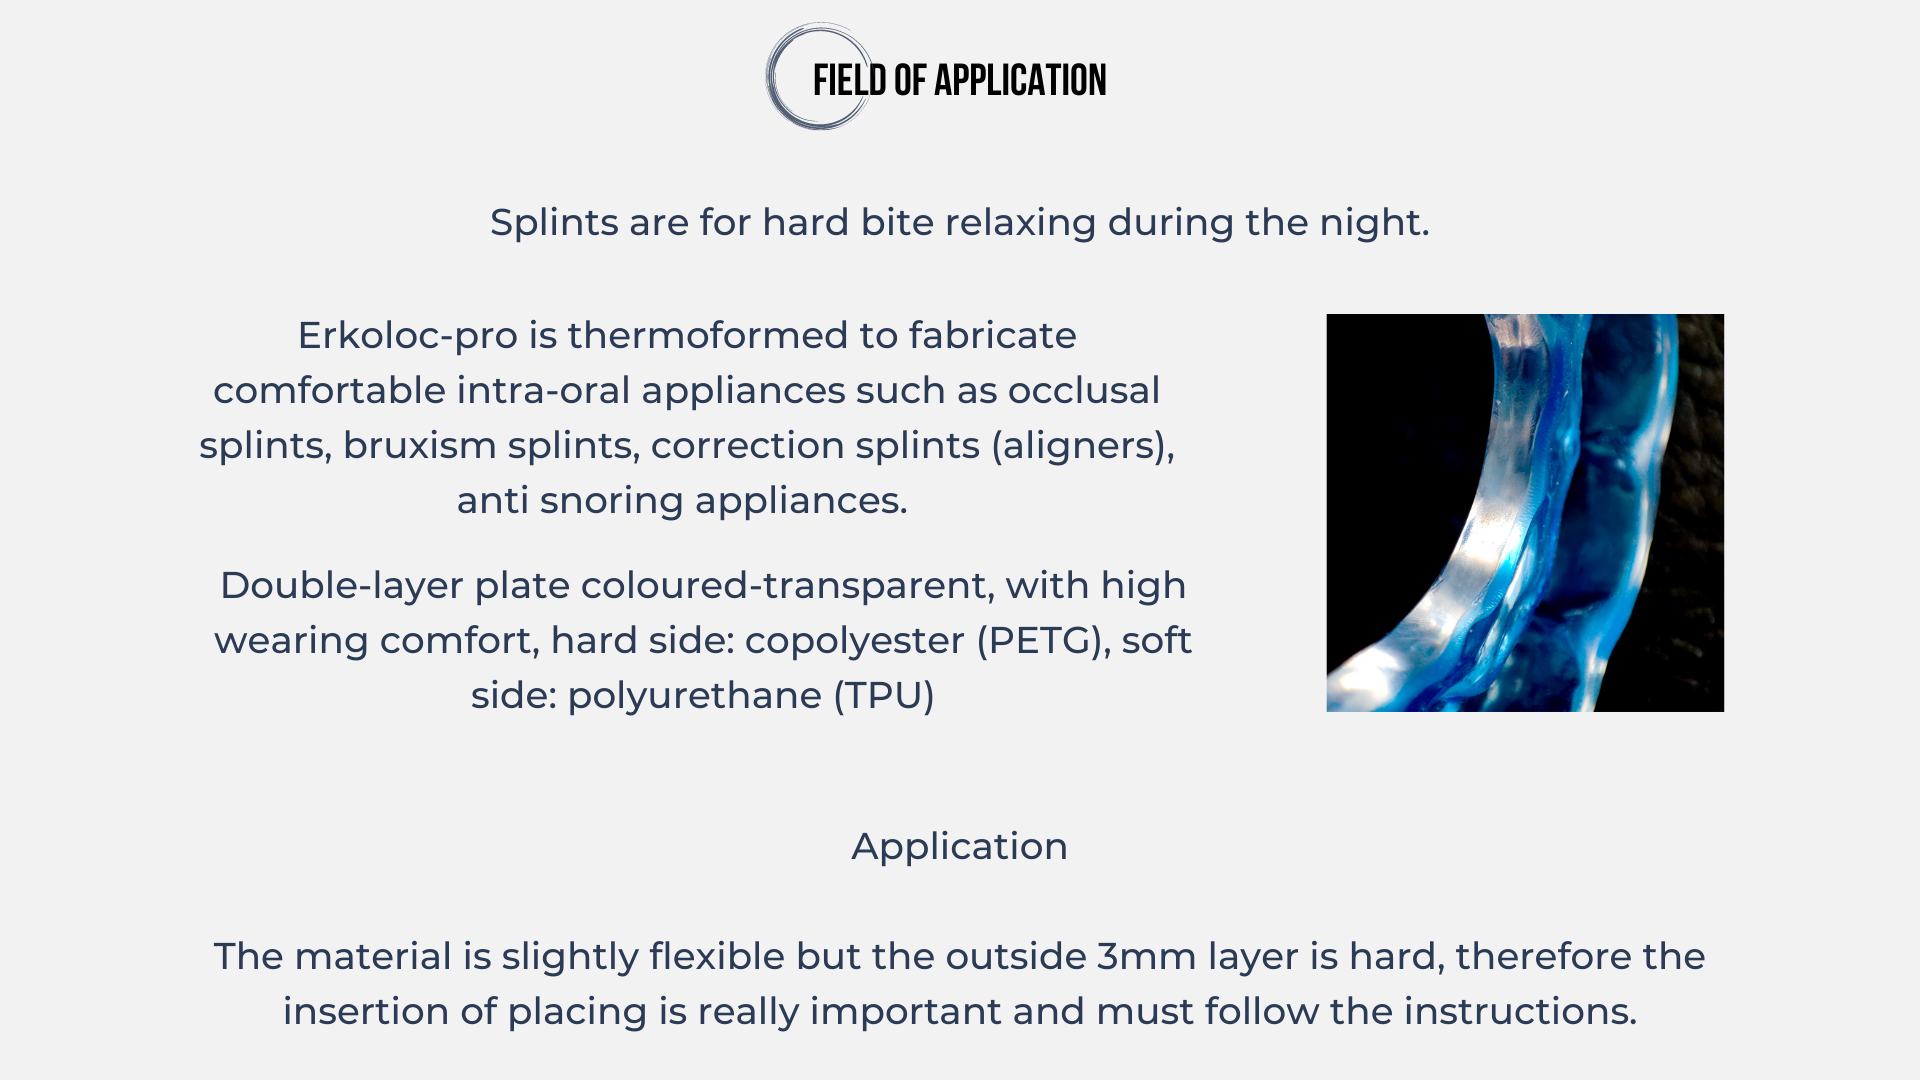 FIELD OF APPLICATION
Splints are for hard bite relaxing during the night.
Erkoloc-pro is thermoformed to fabricate
comfortable intra-oral appliances such as occlusal
splints, bruxism splints, correction splints (aligners),
anti snoring appliances.
Double-layer plate coloured-transparent, with high
wearing comfort, hard side: copolyester (PETG), soft
side: polyurethane (TPU)
Application
The material is slightly flexible but the outside 3mm layer is hard, therefore the
insertion of placing is really important and must follow the instructions.